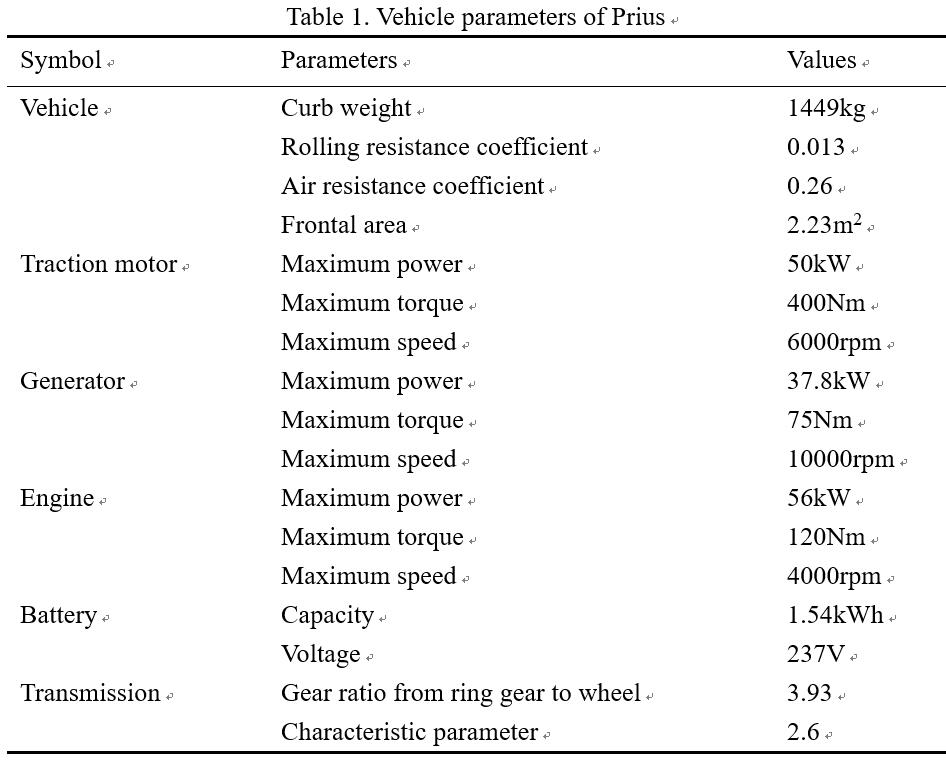 Table 1. Vehicle parameters of Prius
Symbol Parameters Values
Vehicle Curb weight 1449kg
Rolling resistance coefficient 0.013
Air resistance coefficient 0.26
Frontal area 2.23m²
Traction motor Maximum power 50kW
Maximum torque 400Nm
Maximum speed 6000rpm
Generator Maximum power 37.8kW
Maximum torque 75Nm
Maximum speed 10000rpm
Engine Maximum power 56kW
Maximum torque 120Nm
Maximum speed 4000rpm
Battery Capacity 1.54kWh
Voltage 237V
Transmission Gear ratio from ring gear to wheel 3.93
Characteristic parameter 2.6